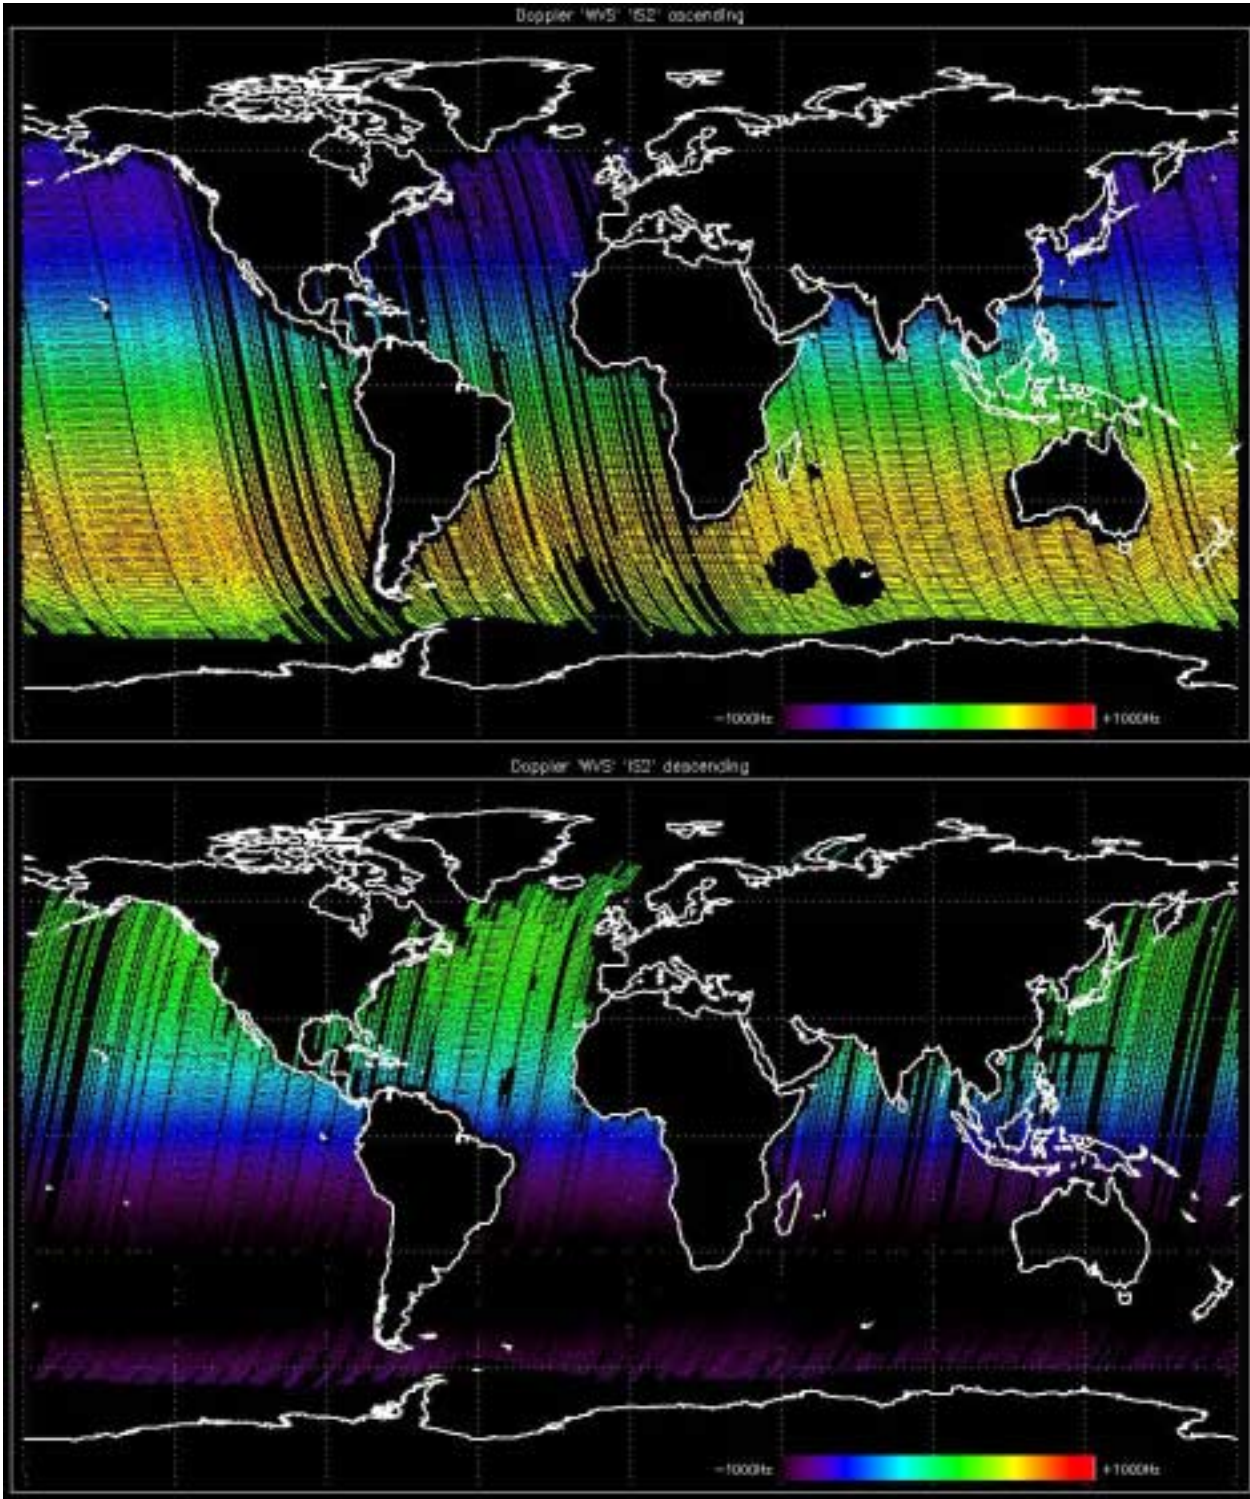 Doppler 'WVS' 'IS2' ascending
-1000Hz +1000Hz
Doppler 'WVS' 'IS2' descending
-1000Hz +1000Hz